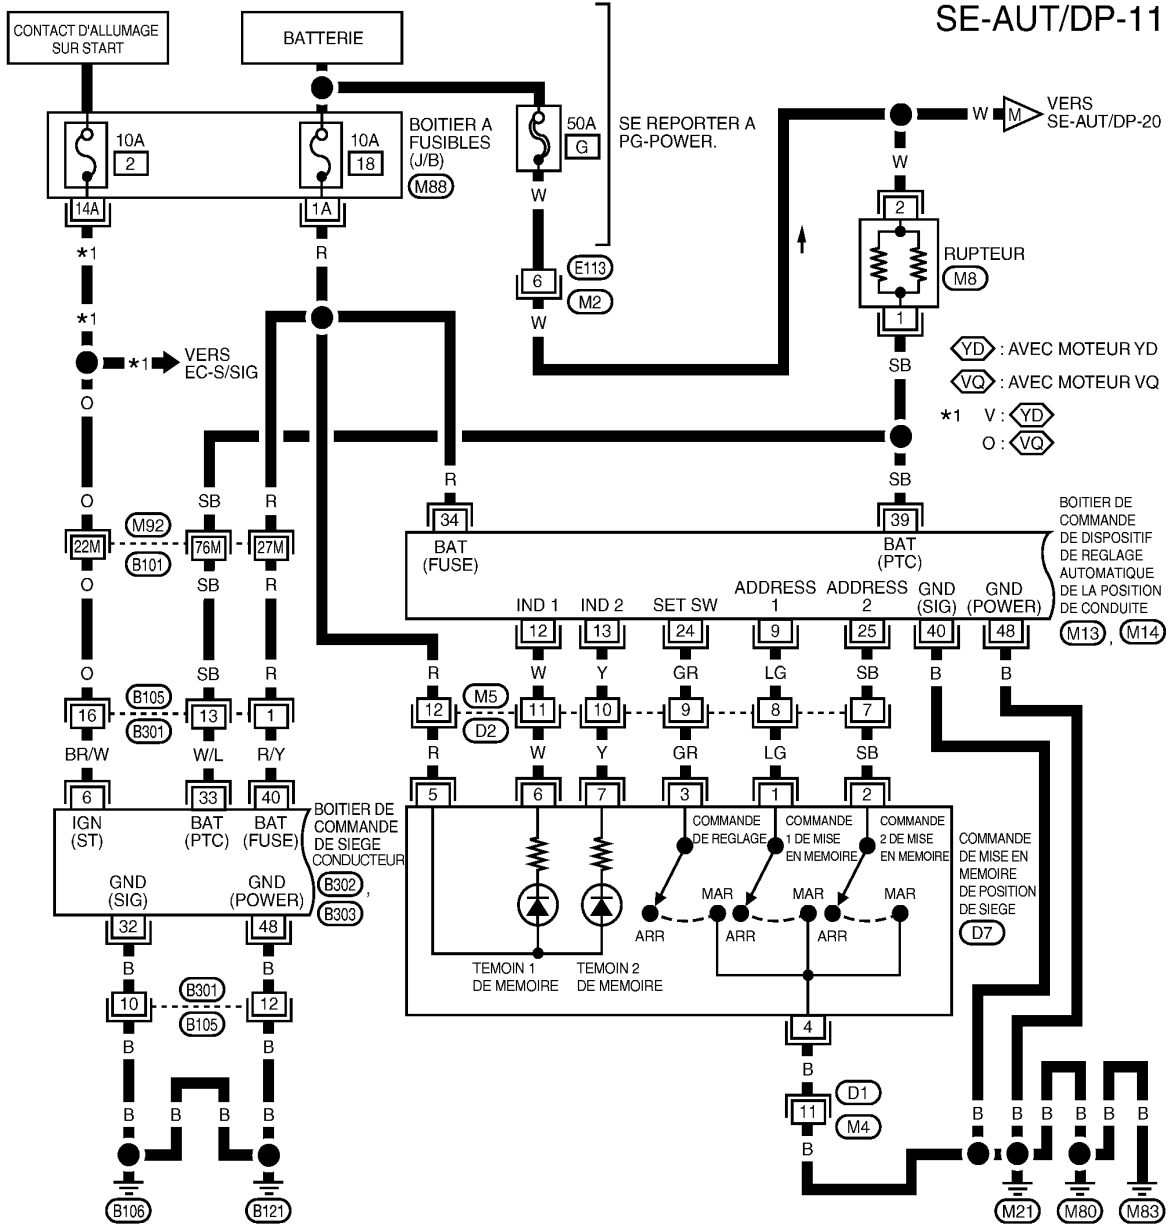 SE-AUT/DP-11
CONTACT D'ALLUMAGE
SUR START
BATTERIE
10A
2
10A
18
BOITIER A
FUSIBLES
(J/B)
M88
50A
G
SE REPORTER A
PG-POWER.
W
M
VERS
SE-AUT/DP-20
14A
1A
W
W
2
*1
R
E113
6
M2
RUPTEUR
M8
1
*1
W
VERS
EC-S/SIG
*1
YD : AVEC MOTEUR YD
VQ : AVEC MOTEUR VQ
*1 V : YD
O : VQ
SB
O
R
SB
O
SB
R
34
39
BAT
(FUSE)
BAT
(PTC)
BOITIER DE
COMMANDE
DE DISPOSITIF
DE REGLAGE
AUTOMATIQUE
DE LA POSITION
DE CONDUITE
M13 , M14
M92
22M
76M
27M
B101
O
SB
R
IND 1
IND 2
SET SW
ADDRESS
1
ADDRESS
2
GND
(SIG)
GND
(POWER)
12
13
24
9
25
40
48
O
SB
R
R
W
Y
GR
LG
SB
B
B
B105
16
13
1
B301
M5
12
11
10
9
8
7
D2
BR/W
W/L
R/Y
R
W
Y
GR
LG
SB
6
33
40
5
6
7
3
1
2
IGN
(ST)
BAT
(PTC)
BAT
(FUSE)
BOITIER DE
COMMANDE
DE SIEGE
CONDUCTEUR
B302 ,
B303
GND
(SIG)
GND
(POWER)
32
48
COMMANDE
DE REGLAGE
COMMANDE
1 DE MISE
EN MEMOIRE
COMMANDE
2 DE MISE
EN MEMOIRE
COMMANDE
DE MISE EN
MEMOIRE
DE POSITION
DE SIEGE
D7
MAR
MAR
MAR
ARR
ARR
ARR
TEMOIN 1
DE MEMOIRE
TEMOIN 2
DE MEMOIRE
B
B
B301
10
12
B105
B
B
4
B
D1
11
M4
B
B
B
B
B
B
B
B
B
B
B
B106
B121
M21
M80
M83